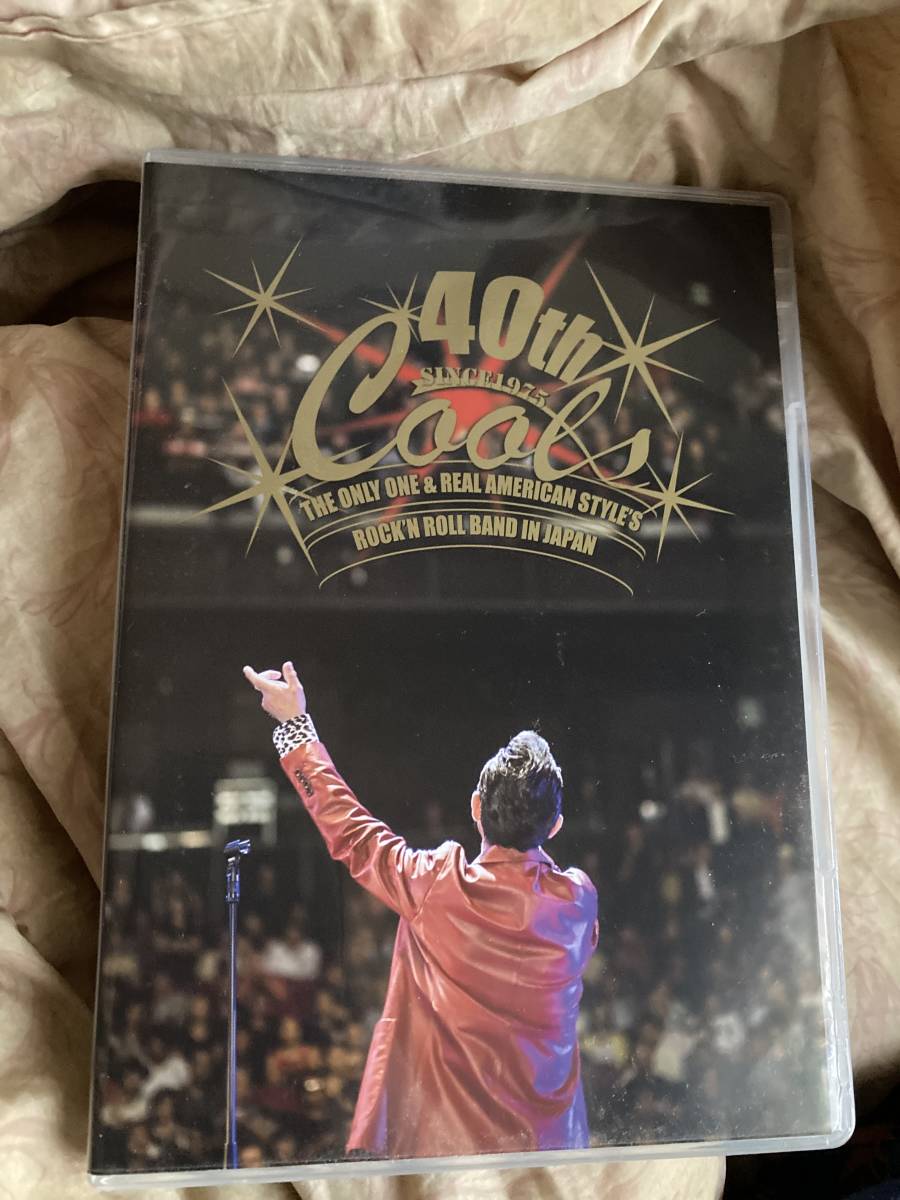 40th
SINCE1975
Cools
THE ONLY ONE & REAL AMERICAN STYLE'S
ROCK'N ROLL BAND IN JAPAN